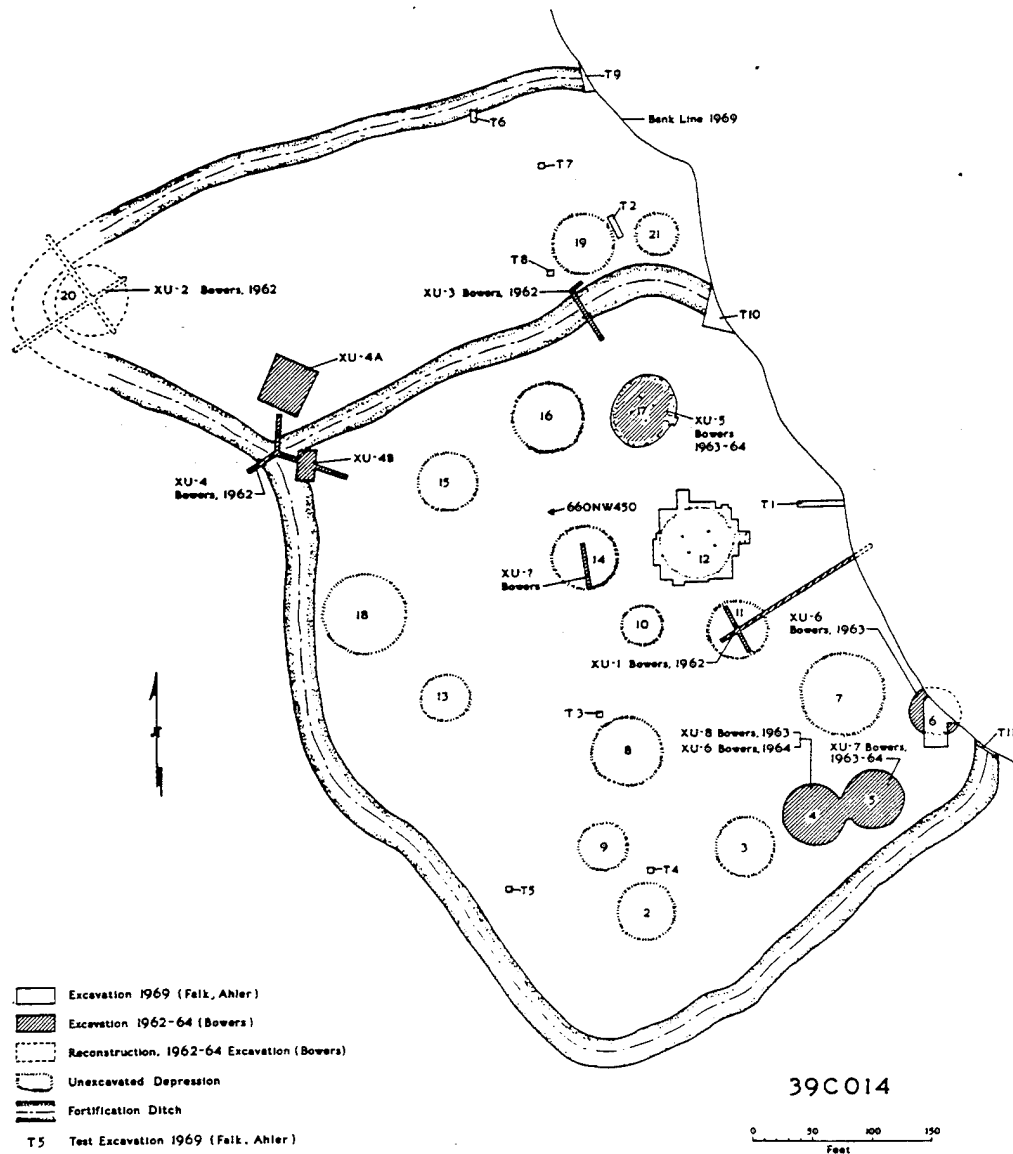 T9
Bank Line 1969
T6
T7
T2
19
21
T8
20
XU-2 Bowers, 1962
XU-3 Bowers, 1962
T10
XU-4A
16
17
XU-5
Bowers
1963-64
XU-4B
XU-4
Bowers, 1962
15
660NW450
T1
12
14
XU-?
Bowers
18
10
11
XU-6
Bowers, 1963
XU-1 Bowers, 1962
13
7
6
T3
T11
XU-8 Bowers, 1963
XU-6 Bowers, 1964
XU-7 Bowers,
1963-64
8
4
5
9
3
T4
T5
2
Excavation 1969 (Falk, Ahler)
Excavation 1962-64 (Bowers)
Reconstruction, 1962-64 Excavation (Bowers)
Unexcavated Depression
Fortification Ditch
T5 Test Excavation 1969 (Falk, Ahler)
39CO14
0 50 100 150
Feet